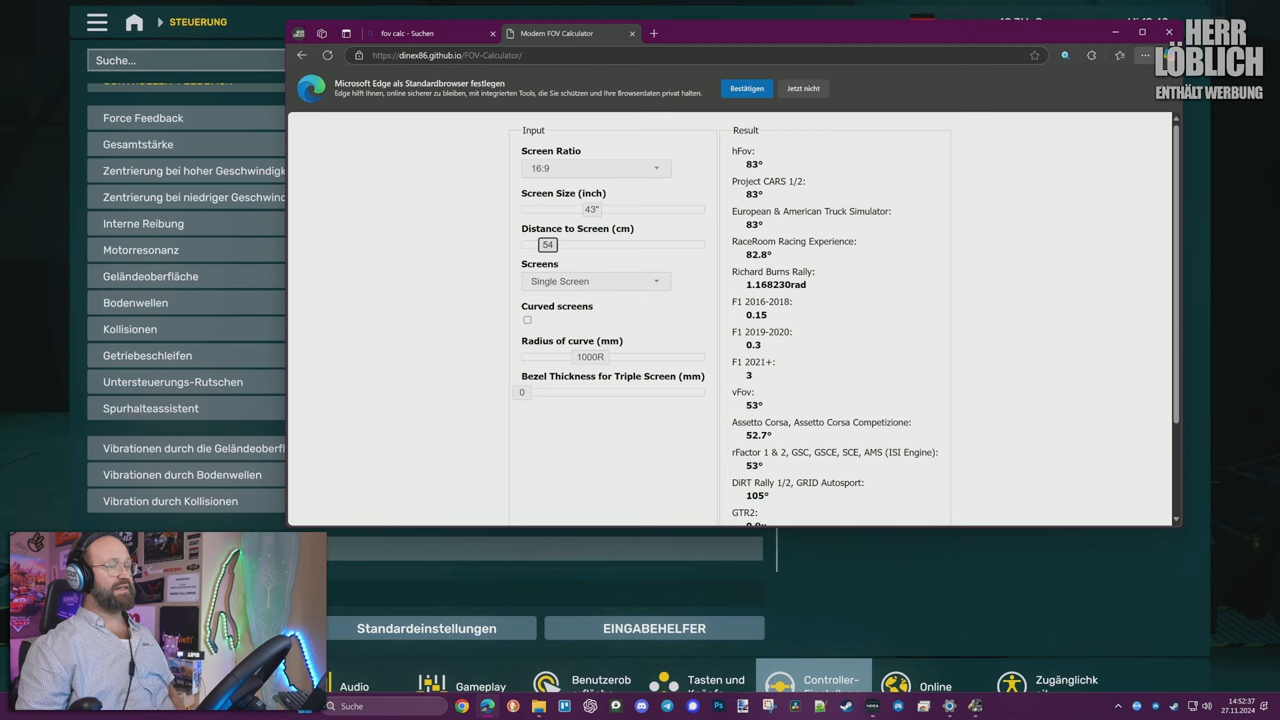 STEUERUNG
Suche...
Force Feedback
Gesamtstärke
Zentrierung bei hoher Geschwindigk
Zentrierung bei niedriger Geschwind
Interne Reibung
Motorresonanz
Geländeoberfläche
Bodenwellen
Kollisionen
Getriebeschleifen
Untersteuerungs-Rutschen
Spurhalteassistent
Vibrationen durch die Geländeoberfl
Vibrationen durch Bodenwellen
Vibration durch Kollisionen
fov calc - Suchen
Modern FOV Calculator
https://dinex86.github.io/FOV-Calculator/
Microsoft Edge als Standardbrowser festlegen
Edge hilft Ihnen, online sicherer zu bleiben, mit integrierten Tools, die Sie schützen und Ihre Browserdaten privat halten.
Bestätigen
Jetzt nicht
HERR
LÖBLICH
ENTHÄLT WERBUNG
Input
Screen Ratio
16:9
Screen Size (inch)
43"
Distance to Screen (cm)
54
Screens
Single Screen
Curved screens
Radius of curve (mm)
1000R
Bezel Thickness for Triple Screen (mm)
0
Result
hFov:
83°
Project CARS 1/2:
83°
European & American Truck Simulator:
83°
RaceRoom Racing Experience:
82.8°
Richard Burns Rally:
1.168230rad
F1 2016-2018:
0.15
F1 2019-2020:
0.3
F1 2021+:
3
vFov:
53°
Assetto Corsa, Assetto Corsa Competizione:
52.7°
rFactor 1 & 2, GSC, GSCE, SCE, AMS (ISI Engine):
53°
DiRT Rally 1/2, GRID Autosport:
105°
GTR2:
Standardeinstellungen
EINGABEHELFER
Audio
Gameplay
Benutzerob
Tasten und
Controller-
Online
Zugänglichk
Suche
14:52:37
27.11.2024